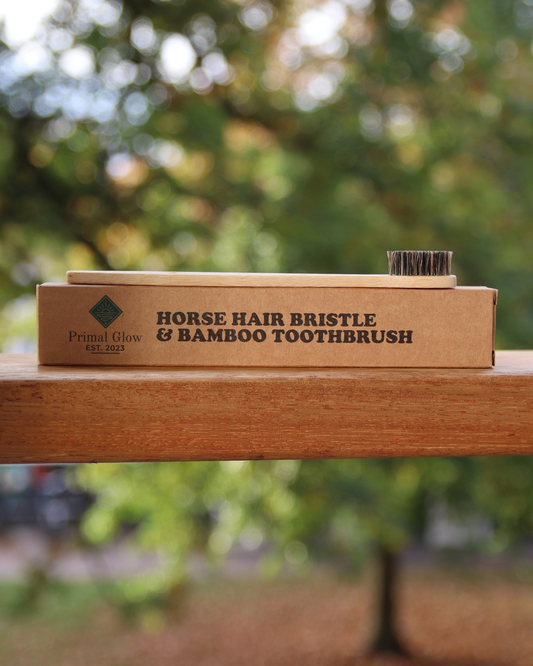 Primal Glow
EST. 2023
HORSE HAIR BRISTLE
& BAMBOO TOOTHBRUSH